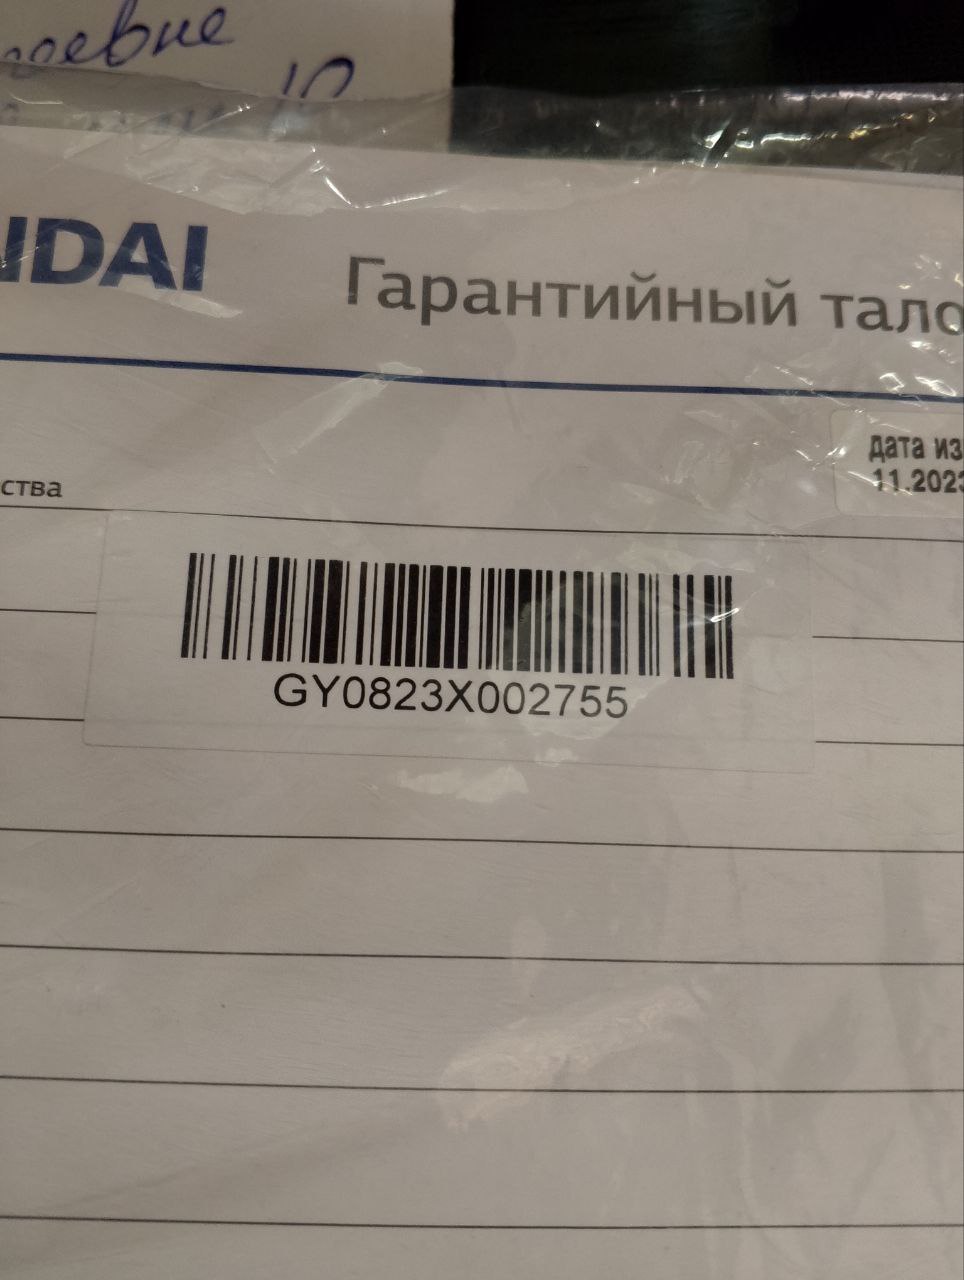 IDAI
Гарантийный тало
дата из
11.2023
ства
GY0823X002755